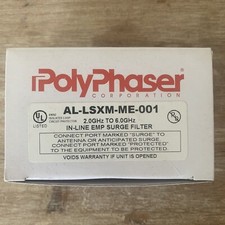 PolyPhaser
CORPORATION
AL-LSXM-ME-001
2.0GHz TO 6.0GHz
IN-LINE EMP SURGE FILTER
UL
LISTED
CONNECT PORT MARKED "SURGE" TO
ANTENNA OR ANTICIPATED SURGE.
CONNECT PORT MARKED "PROTECTED"
TO THE EQUIPMENT TO BE PROTECTED.
VOIDS WARRANTY IF UNIT IS OPENED